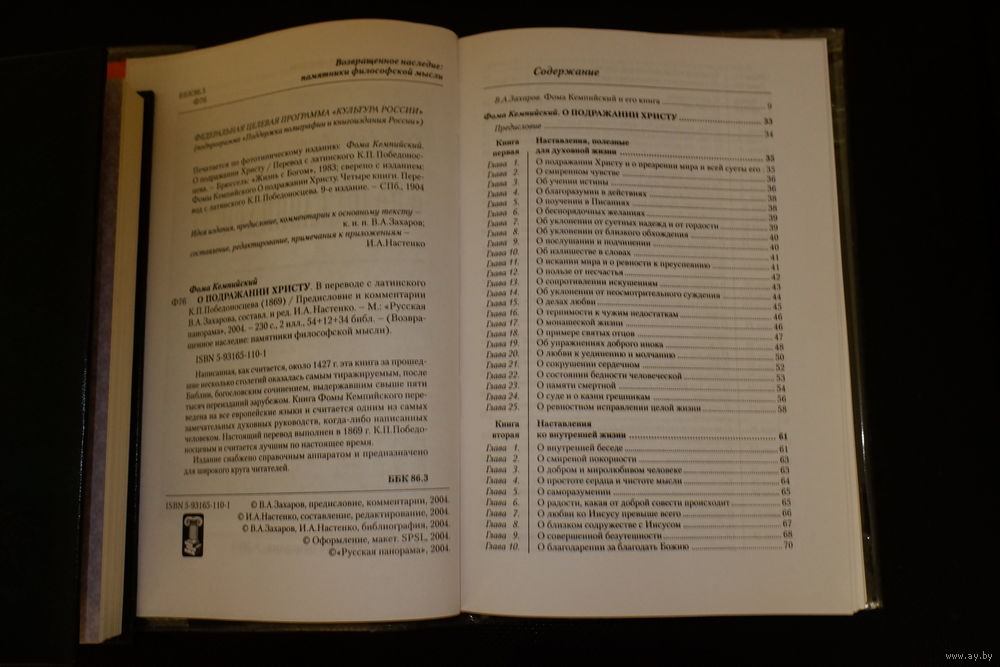 ББК 86.3
Ф76
Возвращенное наследие:
памятники философской мысли
ФЕДЕРАЛЬНАЯ ЦЕЛЕВАЯ ПРОГРАММА «КУЛЬТУРА РОССИИ»
(подпрограмма «Поддержка полиграфии и книгоиздания России»)
Печатается по фототипическому изданию: Фома Кемпийский.
О подражании Христу / Перевод с латинского К.П. Победонос-
цева. – Брюссель: «Жизнь с Богом», 1983; сверено с изданием:
Фомы Кемпийского О подражании Христу. Четыре книги. Пере-
вод с латинского К.П. Победоносцева. 9-е издание. – СПб., 1904
Идея издания, предисловие, комментарии к основному тексту –
к. и. н. В.А.Захаров;
составление, редактирование, примечания к приложениям –
И.А.Настенко
Фома Кемпийский
Ф76 О ПОДРАЖАНИИ ХРИСТУ. В переводе с латинского
К.П.Победоносцева (1869) / Предисловие и комментарии
В.А. Захарова, составл. и ред. И.А. Настенко. – М.: «Русская
панорама», 2004. – 230 с., 2 илл., 54+12+34 библ. – (Возвра-
щенное наследие: памятники философской мысли).
ISBN 5-93165-110-1
Написанная, как считается, около 1427 г. эта книга за прошед-
шие несколько столетий оказалась самым тиражируемым, после
Библии, богословским сочинением, выдержавшим свыше пяти
тысяч переизданий зарубежом. Книга Фомы Кемпийского пере-
ведена на все европейские языки и считается одним из самых
замечательных духовных руководств, когда-либо написанных
человеком. Настоящий перевод выполнен в 1869 г. К.П.Победо-
носцевым и считается лучшим по настоящее время.
Издание снабжено справочным аппаратом и предназначено
для широкого круга читателей.
ББК 86.3
ISBN 5-93165-110-1
© В.А.Захаров, предисловие, комментарии, 2004.
© И.А.Настенко, составление, редактирование, 2004.
© В.А. Захаров, И.А.Настенко, библиография, 2004.
© Оформление, макет. SPSL, 2004.
©«Русская панорама», 2004.
Содержание
В.А.Захаров. Фома Кемпийский и его книга 9
Фома Кемпийский. О ПОДРАЖАНИИ ХРИСТУ 33
Предисловие 34
Книга первая Наставления, полезные
для духовной жизни 35
Глава 1. О подражании Христу и о презрении мира и всей суеты его 35
Глава 2. О смиренном чувстве 36
Глава 3. Об учении истины 36
Глава 4. О благоразумии в действиях 38
Глава 5. О поучении в Писаниях 38
Глава 6. О беспорядочных желаниях 39
Глава 7. Об уклонении от суетных надежд и от гордости 39
Глава 8. Об уклонении от близкого обхождения 40
Глава 9. О послушании и подчинении 40
Глава 10. Об излишестве в словах 41
Глава 11. О искании мира и о ревности к преуспеянию 41
Глава 12. О пользе от несчастья 42
Глава 13. О сопротивлении искушениям 42
Глава 14. Об уклонении от неосмотрительного суждения 44
Глава 15. О делах любви 45
Глава 16. О терпимости к чужим недостаткам 46
Глава 17. О монашеской жизни 46
Глава 18. О примере святых отцов 47
Глава 19. Об упражнениях доброго инока 48
Глава 20. О любви к уединению и молчанию 50
Глава 21. О сокрушении сердечном 52
Глава 22. О состоянии бедности человеческой 53
Глава 23. О памяти смертной 54
Глава 24. О суде и о казни грешникам 56
Глава 25. О ревностном исправлении целой жизни 58
Книга вторая Наставления
ко внутренней жизни 61
Глава 1. О внутренней беседе 61
Глава 2. О смиреной покорности 63
Глава 3. О добром и миролюбивом человеке 63
Глава 4. О простоте сердца и чистоте мысли 64
Глава 5. О саморазумении 65
Глава 6. О радости, какая от доброй совести происходит 65
Глава 7. О любви ко Иисусу превыше всего 66
Глава 8. О близком содружестве с Иисусом 67
Глава 9. О совершенной безутешности 68
Глава 10. О благодарении за благодать Божию 70
www.ay.by